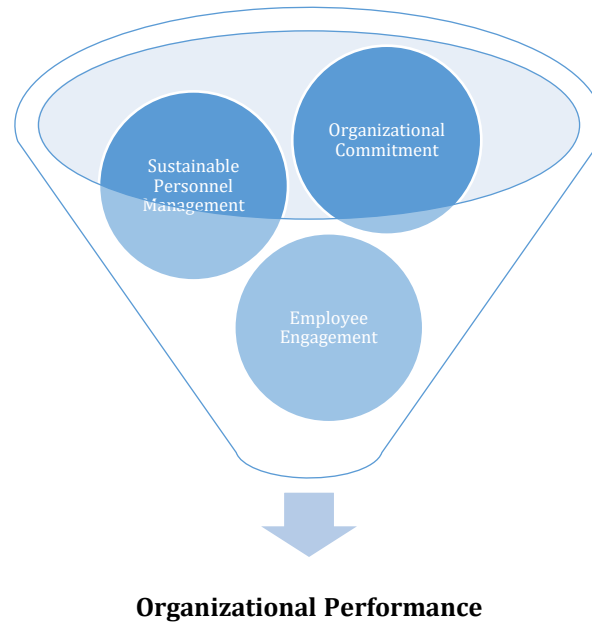 Organizational
Commitment
Sustainable
Personnel
Management
Employee
Engagement
Organizational Performance